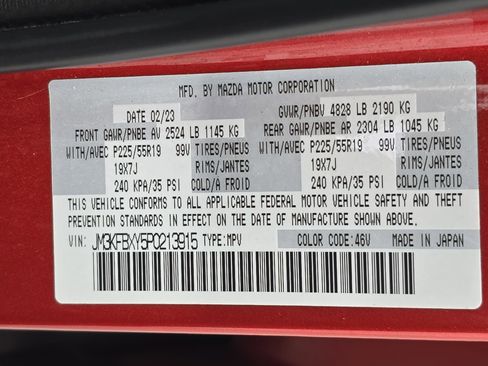 MFD. BY MAZDA MOTOR CORPORATION
DATE 02/23 GVWR/PNBV 4828 LB 2190 KG
FRONT GAWR/PNBE AV 2524 LB 1145 KG REAR GAWR/PNBE AR 2304 LB 1045 KG
WITH/AVEC P225/55R19 99V TIRES/PNEUS WITH/AVEC P225/55R19 99V TIRES/PNEUS
19X7J RIMS/JANTES 19X7J RIMS/JANTES
240 KPA/35 PSI COLD/A FROID 240 KPA/35 PSI COLD/A FROID
THIS VEHICLE CONFORMS TO ALL APPLICABLE FEDERAL MOTOR VEHICLE SAFETY AND THEFT
PREVENTION STANDARDS IN EFFECT ON THE DATE OF MANUFACTURE SHOWN ABOVE.
VIN: JM3KFBXY5P0213915 TYPE:MPV COLOR CODE:46V MADE IN JAPAN